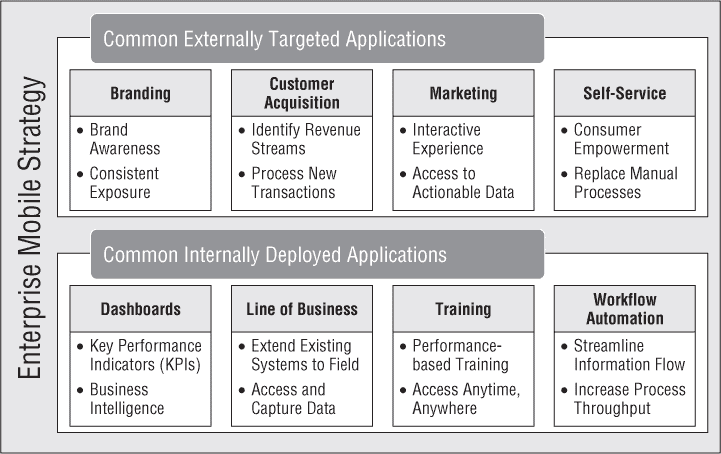 Enterprise Mobile Strategy
Common Externally Targeted Applications
Branding
• Brand
Awareness
• Consistent
Exposure
Customer
Acquisition
• Identify Revenue
Streams
• Process New
Transactions
Marketing
• Interactive
Experience
• Access to
Actionable Data
Self-Service
• Consumer
Empowerment
• Replace Manual
Processes
Common Internally Deployed Applications
Dashboards
• Key Performance
Indicators (KPIs)
• Business
Intelligence
Line of Business
• Extend Existing
Systems to Field
• Access and
Capture Data
Training
• Performance-
based Training
• Access Anytime,
Anywhere
Workflow
Automation
• Streamline
Information Flow
• Increase Process
Throughput